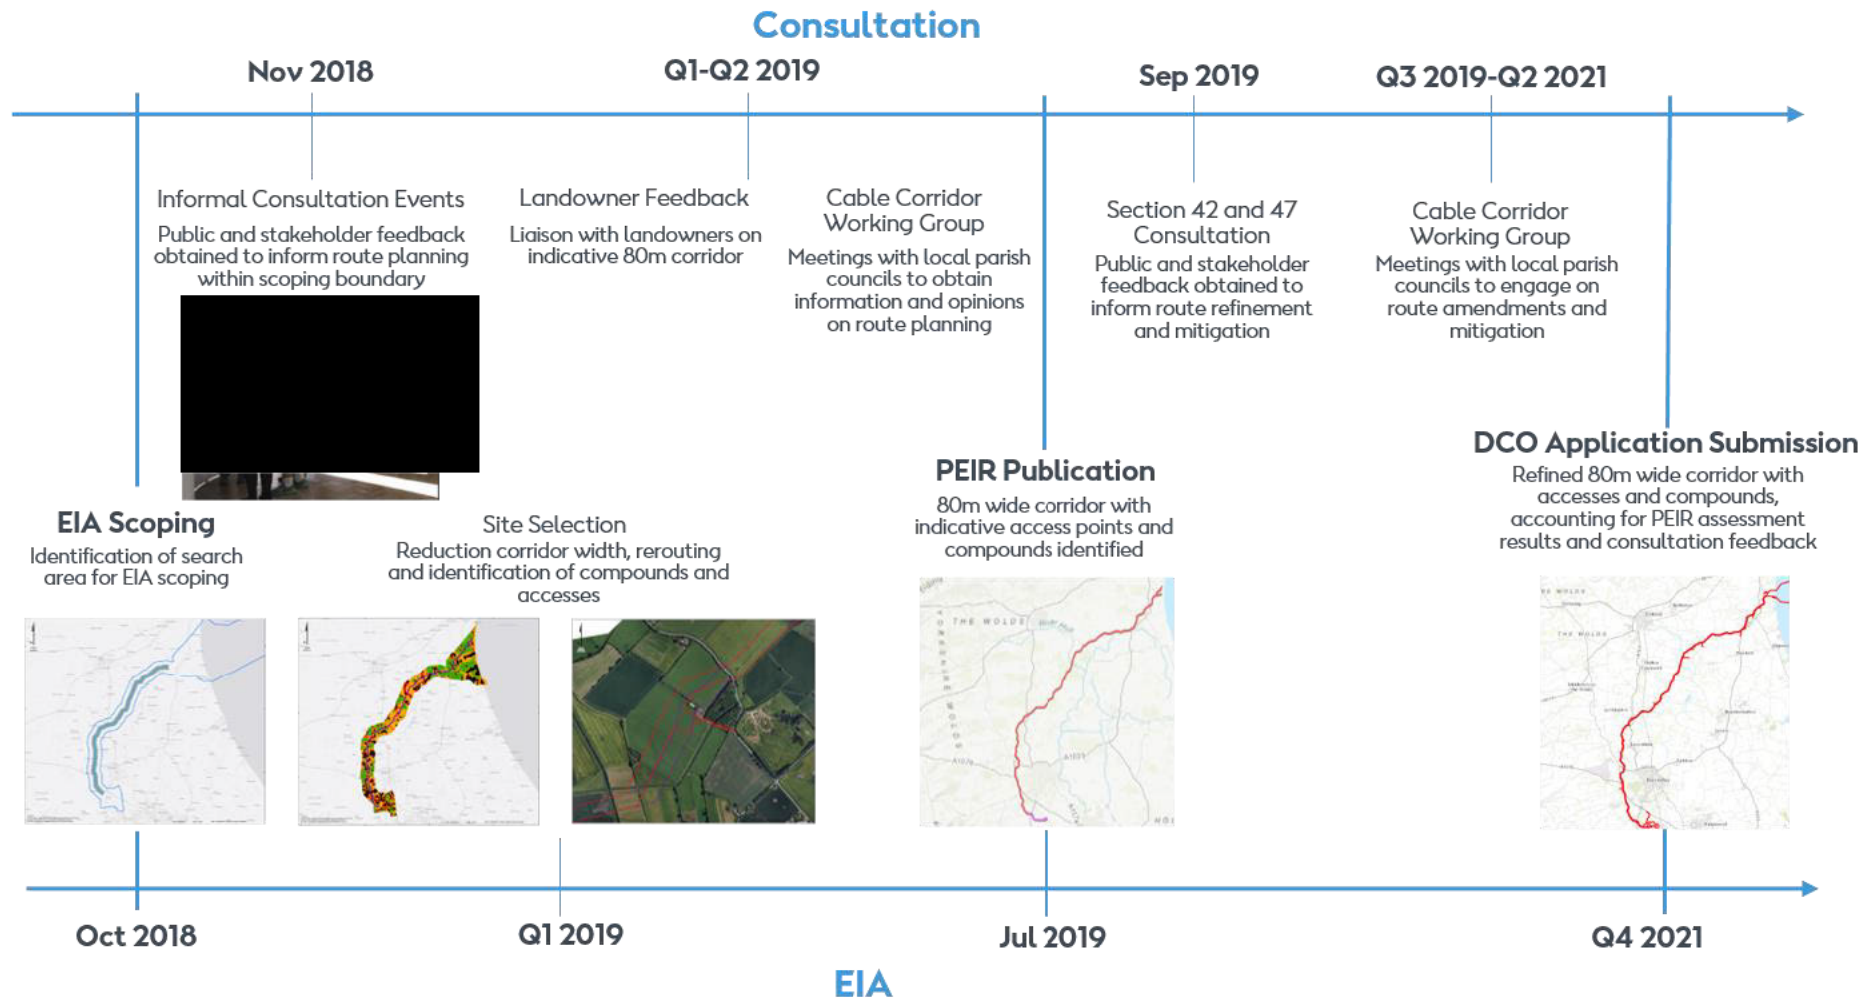 Consultation
Nov 2018
Q1-Q2 2019
Sep 2019
Q3 2019-Q2 2021
Informal Consultation Events
Public and stakeholder feedback
obtained to inform route planning
within scoping boundary
Landowner Feedback
Liaison with landowners on
indicative 80m corridor
Cable Corridor
Working Group
Meetings with local parish
councils to obtain
information and opinions
on route planning
Section 42 and 47
Consultation
Public and stakeholder
feedback obtained to
inform route refinement
and mitigation
Cable Corridor
Working Group
Meetings with local parish
councils to engage on
route amendments and
mitigation
EIA Scoping
Identification of search
area for EIA scoping
Site Selection
Reduction corridor width, rerouting
and identification of compounds and
accesses
PEIR Publication
80m wide corridor with
indicative access points and
compounds identified
DCO Application Submission
Refined 80m wide corridor with
accesses and compounds,
accounting for PEIR assessment
results and consultation feedback
THE WOLDS
A1079
A1035
THE WOLDS
Oct 2018
Q1 2019
Jul 2019
Q4 2021
EIA